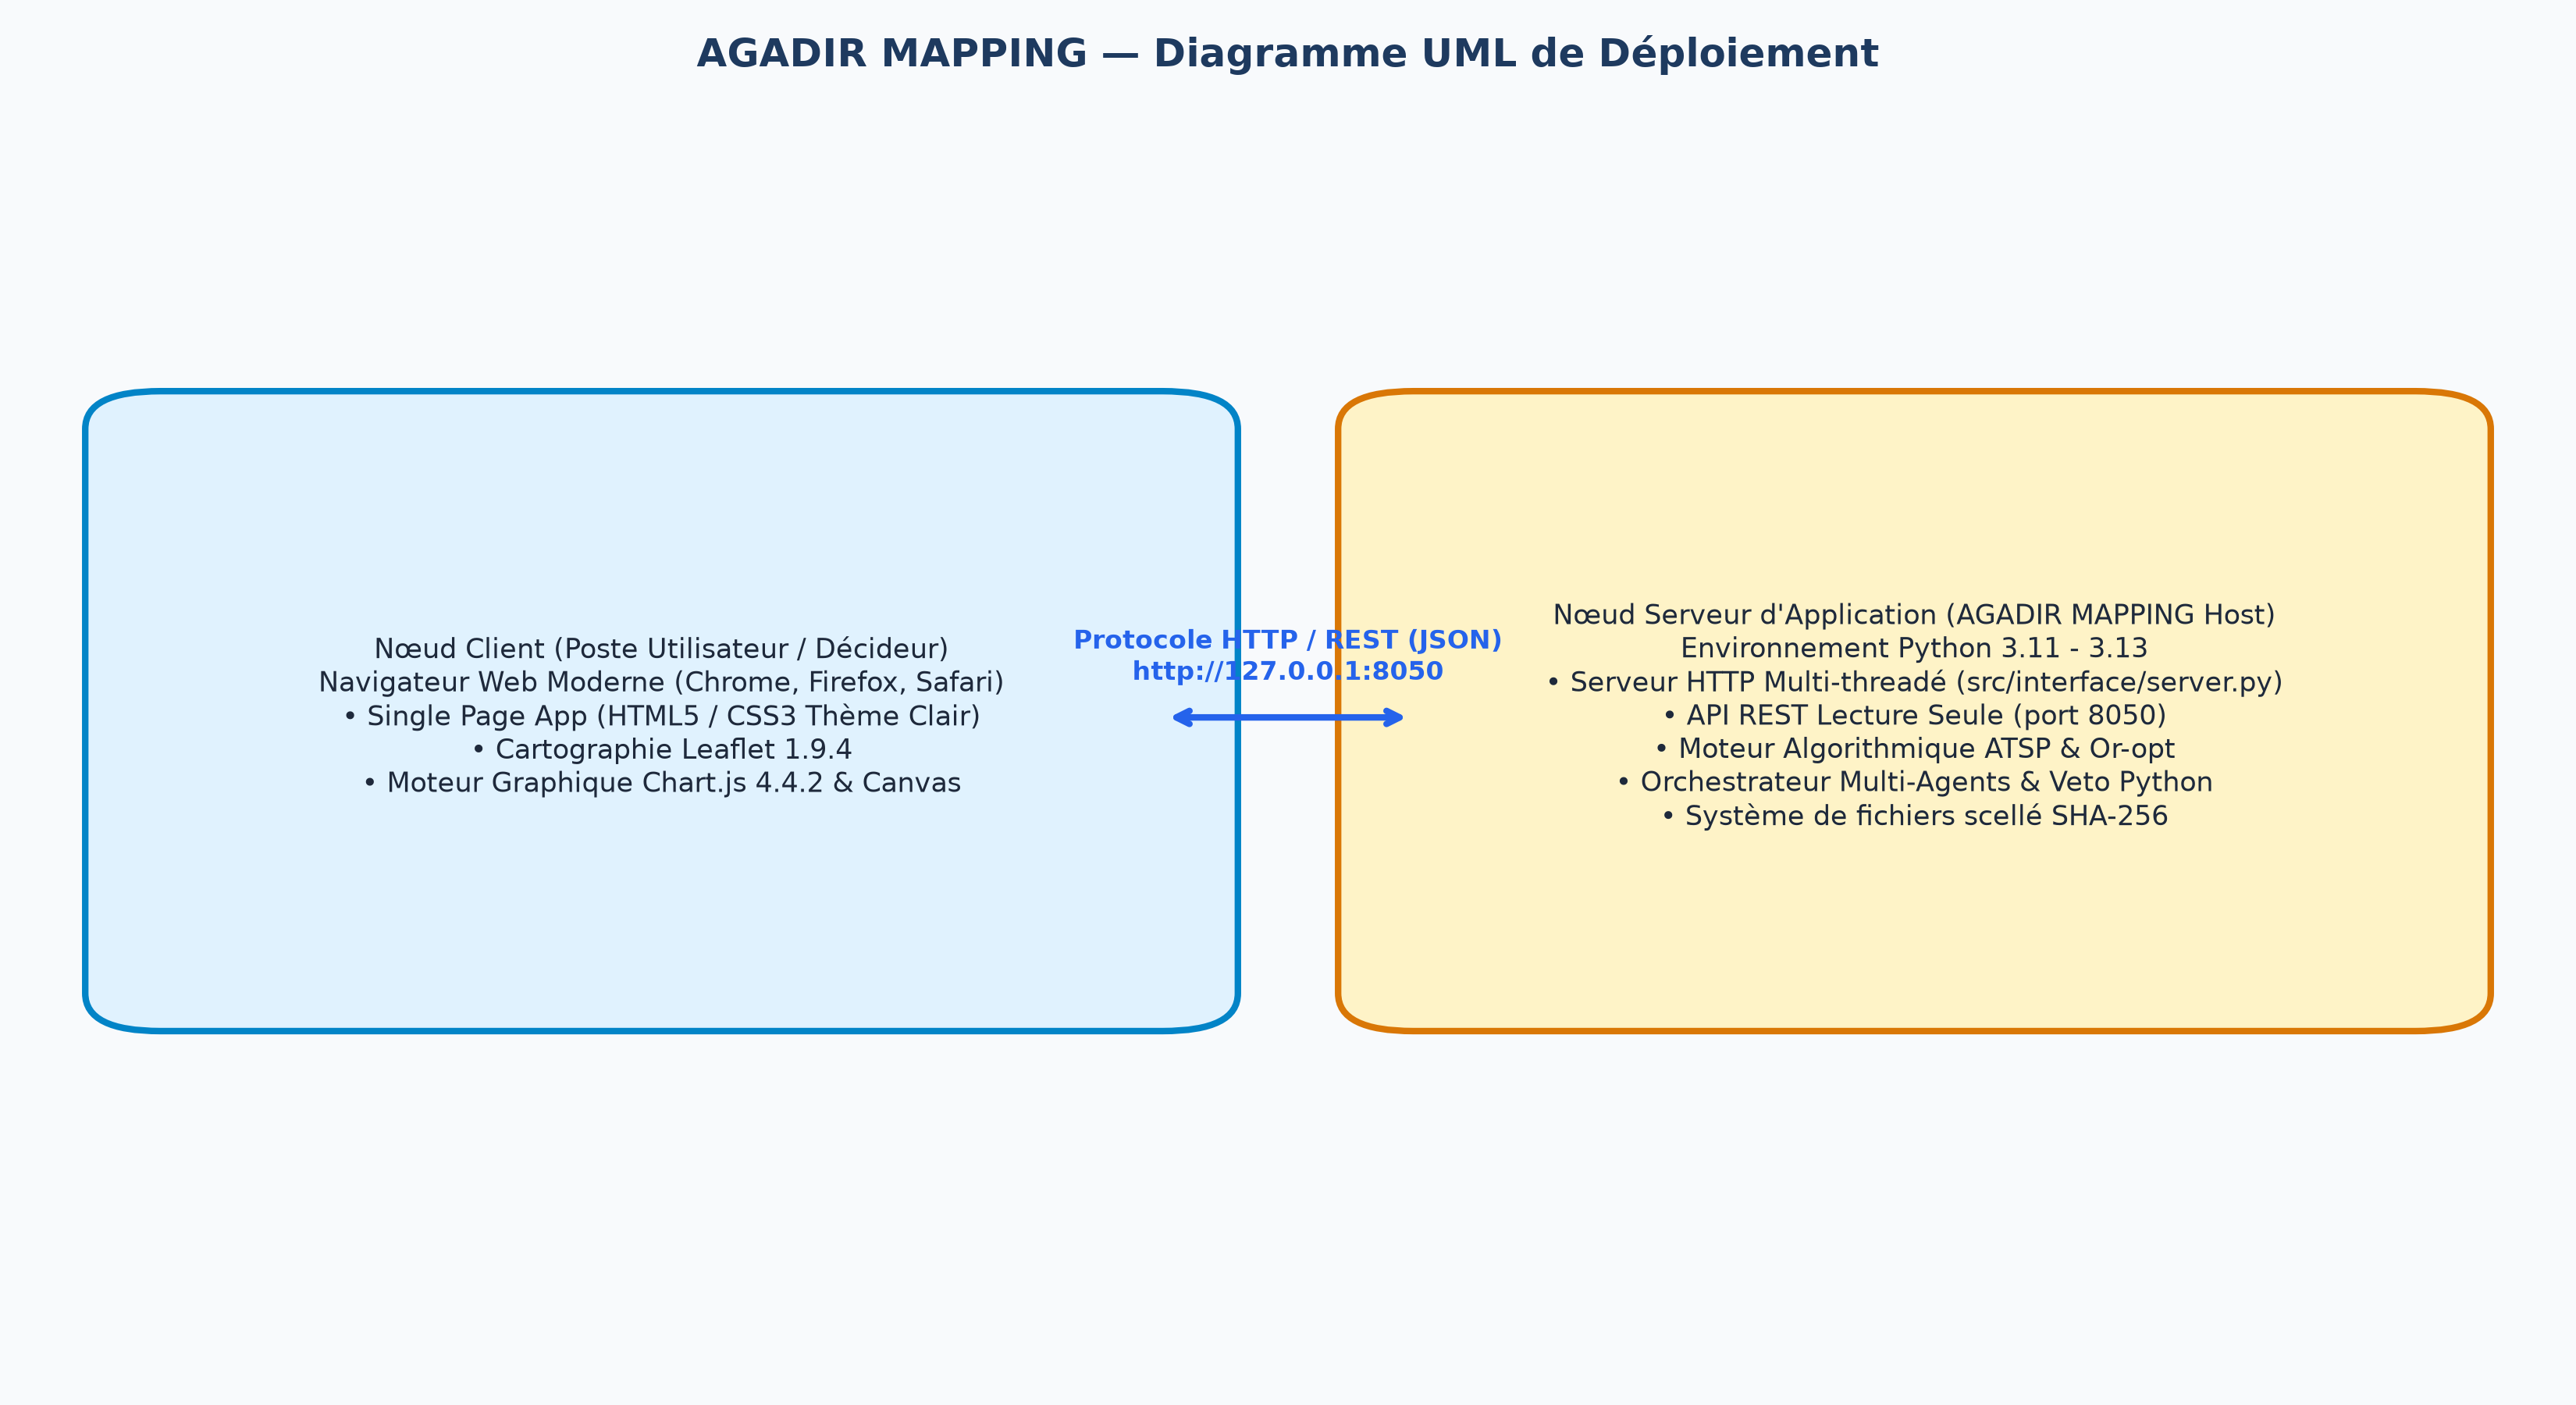 AGADIR MAPPING — Diagramme UML de Déploiement
Nœud Client (Poste Utilisateur / Décideur)
Navigateur Web Moderne (Chrome, Firefox, Safari)
• Single Page App (HTML5 / CSS3 Thème Clair)
• Cartographie Leaflet 1.9.4
• Moteur Graphique Chart.js 4.4.2 & Canvas
Protocole HTTP / REST (JSON)
http://127.0.0.1:8050
Nœud Serveur d'Application (AGADIR MAPPING Host)
Environnement Python 3.11 - 3.13
• Serveur HTTP Multi-threadé (src/interface/server.py)
• API REST Lecture Seule (port 8050)
• Moteur Algorithmique ATSP & Or-opt
• Orchestrateur Multi-Agents & Veto Python
• Système de fichiers scellé SHA-256